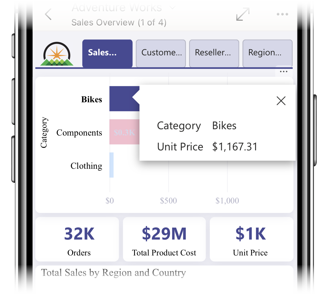 Adventure Works
Sales Overview (1 of 4)
Sales...
Custome...
Reseller...
Region...
Category
Bikes
Components
Clothing
Category Bikes
Unit Price $1,167.31
$0
$500
$1,000
32K
Orders
$29M
Total Product Cost
$1K
Unit Price
Total Sales by Region and Country